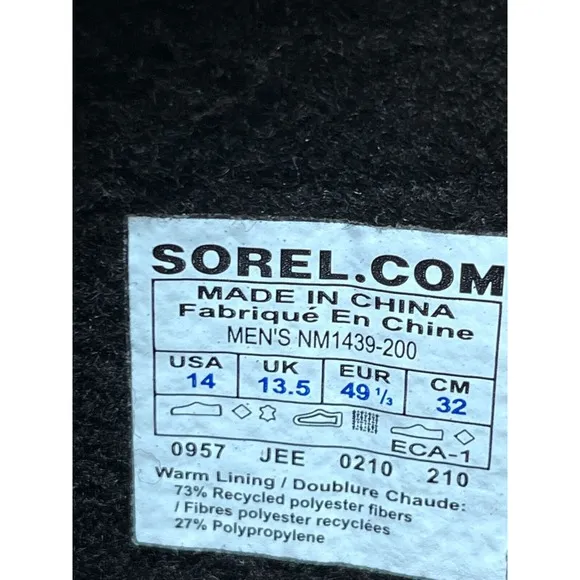 SOREL.COM
MADE IN CHINA
Fabriqué En Chine
MEN'S NM1439-200
USA UK EUR CM
14 13.5 49 1/3 32
ECA-1
0957 JEE 0210 210
Warm Lining / Doublure Chaude:
73% Recycled polyester fibers
/ Fibres polyester recyclées
27% Polypropylene